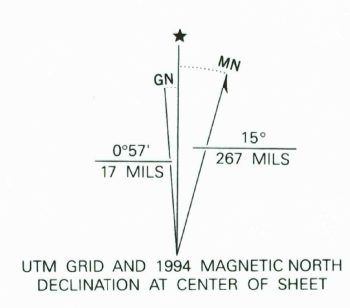 MN
GN
0°57'
17 MILS
15°
267 MILS
UTM GRID AND 1994 MAGNETIC NORTH
DECLINATION AT CENTER OF SHEET